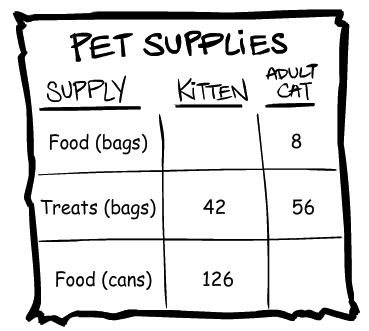 PET SUPPLIES
SUPPLY KITTEN ADULT CAT
Food (bags) 8
Treats (bags) 42 56
Food (cans) 126